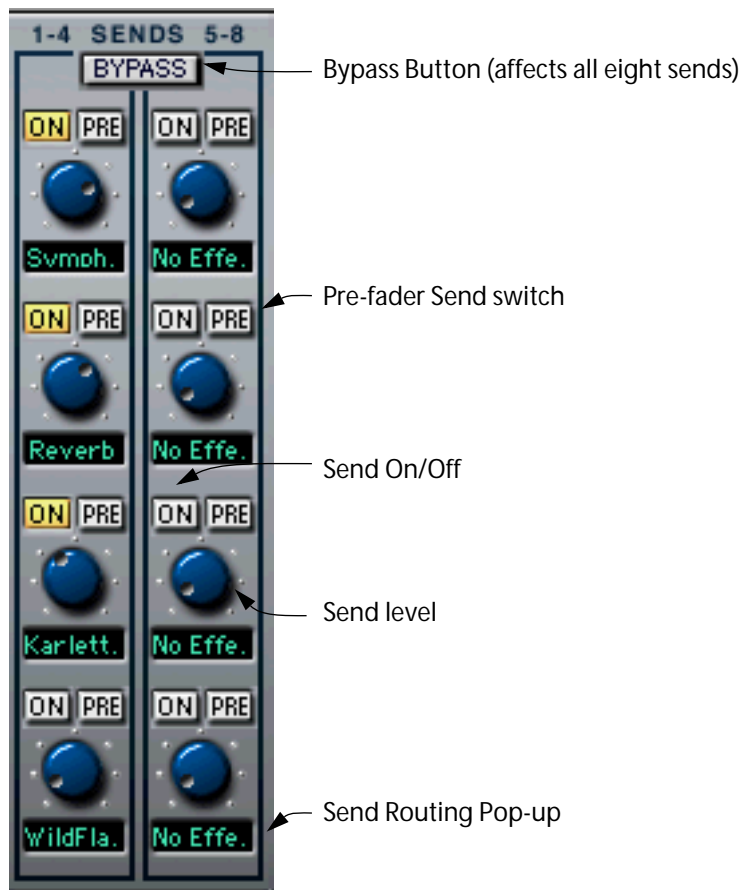 1-4 SENDS 5-8
BYPASS
Bypass Button (affects all eight sends)
ON PRE ON PRE
Symph. No Effe.
Pre-fader Send switch
ON PRE ON PRE
Reverb No Effe.
Send On/Off
ON PRE ON PRE
Karlett. No Effe.
Send level
ON PRE ON PRE
WildFla. No Effe.
Send Routing Pop-up